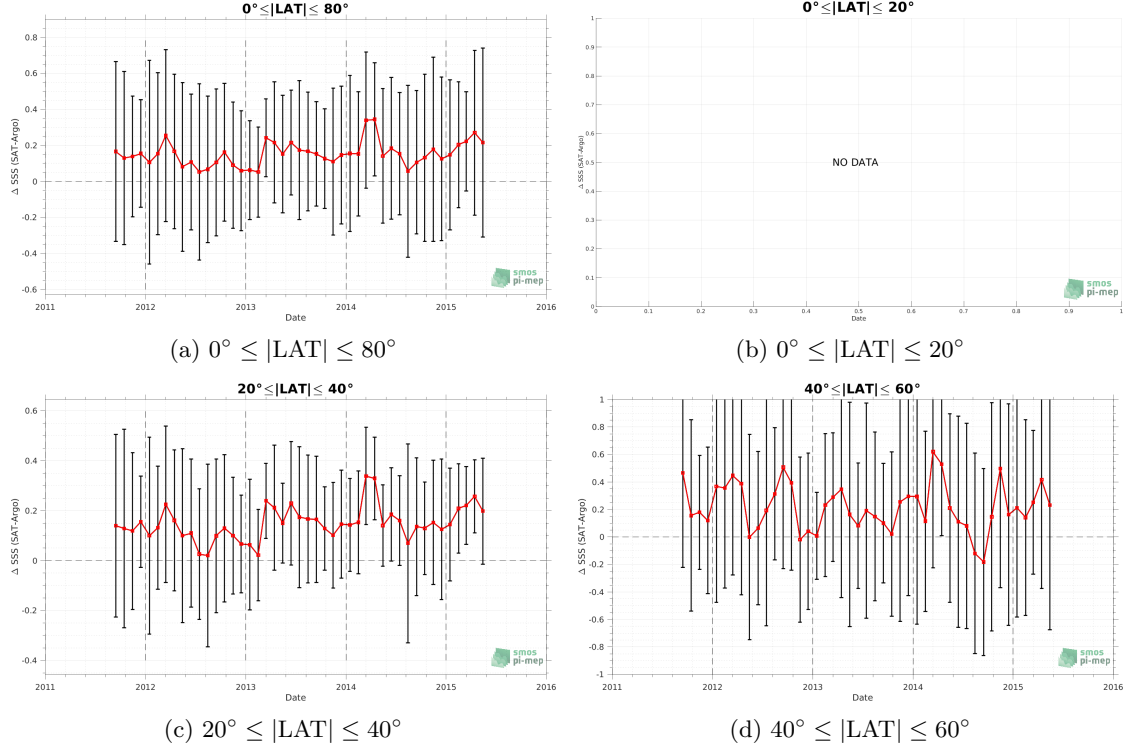 0°≤|LAT|≤ 80°
Δ SSS (SAT-Argo)
0.8
0.6
0.4
0.2
0
-0.2
-0.4
-0.6
2011 2012 2013 2014 2015 2016
Date
smos
pi-mep
(a) 0° ≤ |LAT| ≤ 80°
0°≤|LAT|≤ 20°
Δ SSS (SAT-Argo)
1
0.9
0.8
0.7
0.6
0.5
0.4
0.3
0.2
0.1
0
NO DATA
0 0.1 0.2 0.3 0.4 0.5 0.6 0.7 0.8 0.9 1
Date
smos
pi-mep
(b) 0° ≤ |LAT| ≤ 20°
20°≤|LAT|≤ 40°
Δ SSS (SAT-Argo)
0.6
0.4
0.2
0
-0.2
-0.4
2011 2012 2013 2014 2015 2016
Date
smos
pi-mep
(c) 20° ≤ |LAT| ≤ 40°
40°≤|LAT|≤ 60°
Δ SSS (SAT-Argo)
1
0.8
0.6
0.4
0.2
0
-0.2
-0.4
-0.6
-0.8
-1
2011 2012 2013 2014 2015 2016
Date
smos
pi-mep
(d) 40° ≤ |LAT| ≤ 60°